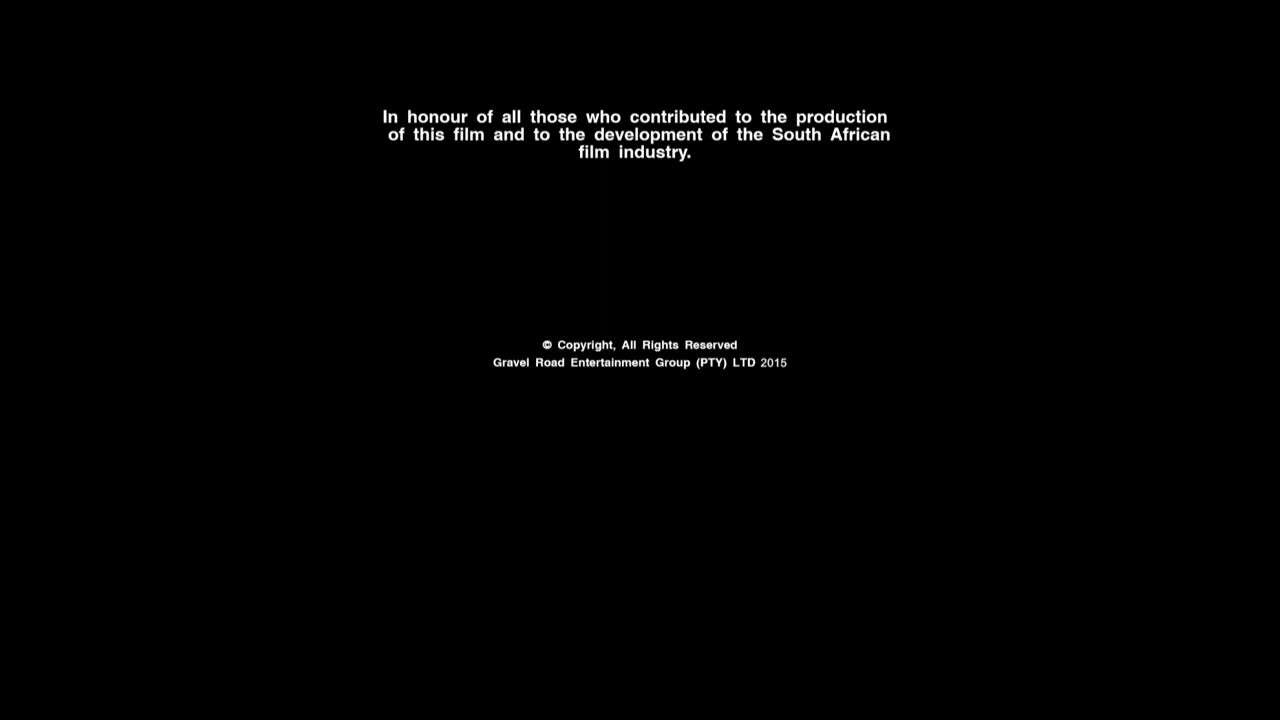 In honour of all those who contributed to the production
of this film and to the development of the South African
film industry.
© Copyright, All Rights Reserved
Gravel Road Entertainment Group (PTY) LTD 2015